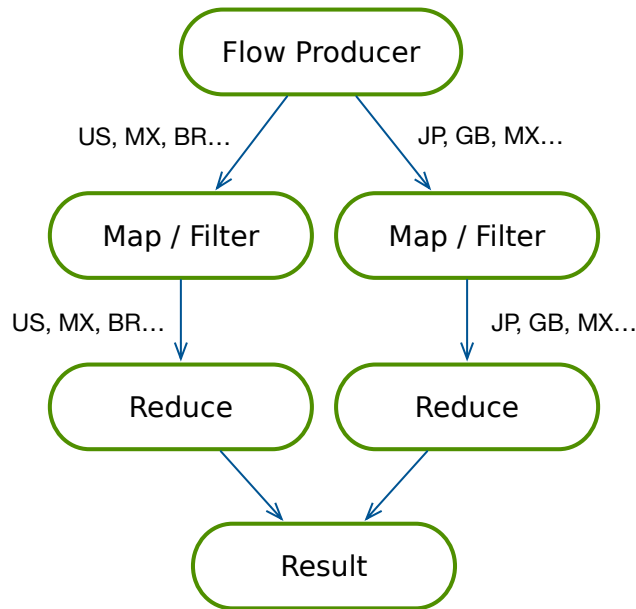 Flow Producer
US, MX, BR…
JP, GB, MX…
Map / Filter
Map / Filter
US, MX, BR…
JP, GB, MX…
Reduce
Reduce
Result